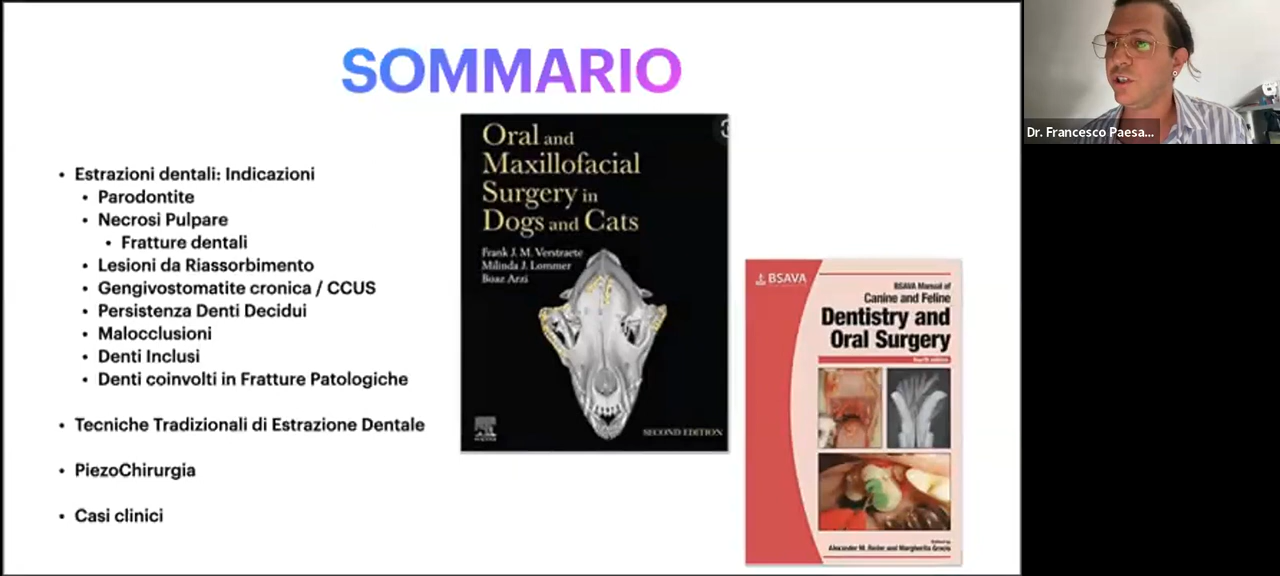 SOMMARIO
• Estrazioni dentali: Indicazioni
• Parodontite
• Necrosi Pulpare
• Fratture dentali
• Lesioni da Riassorbimento
• Gengivostomatite cronica / CCUS
• Persistenza Denti Decidui
• Malocclusioni
• Denti Inclusi
• Denti coinvolti in Fratture Patologiche
• Tecniche Tradizionali di Estrazione Dentale
• PiezoChirurgia
• Casi clinici
Oral and
Maxillofacial
Surgery in
Dogs and Cats
Frank J. M. Verstraete
Milinda J. Lommer
Boaz Arzi
ELSEVIER
SECOND EDITION
BSAVA
BSAVA Manual of
Canine and Feline
Dentistry and
Oral Surgery
fourth edition
Edited by
Alexander M. Reiter and Margherita Gracis
Dr. Francesco Paesa...